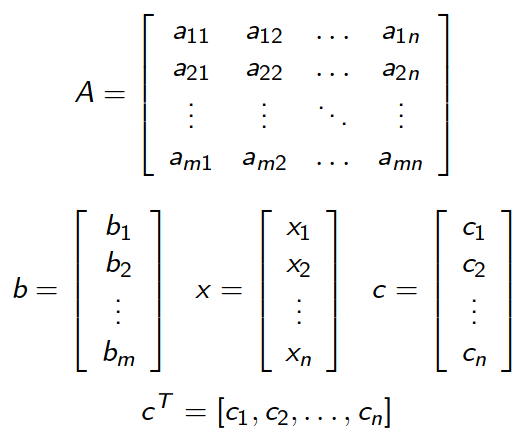 A = [ a₁₁ a₁₂ … a₁ₙ
a₂₁ a₂₂ … a₂ₙ
⋮ ⋮ ⋱ ⋮
aₘ₁ aₘ₂ … aₘₙ ]
b = [ b₁ b₂ ⋮ bₘ ] x = [ x₁ x₂ ⋮ xₙ ] c = [ c₁ c₂ ⋮ cₙ ]
cᵀ = [c₁, c₂, …, cₙ]